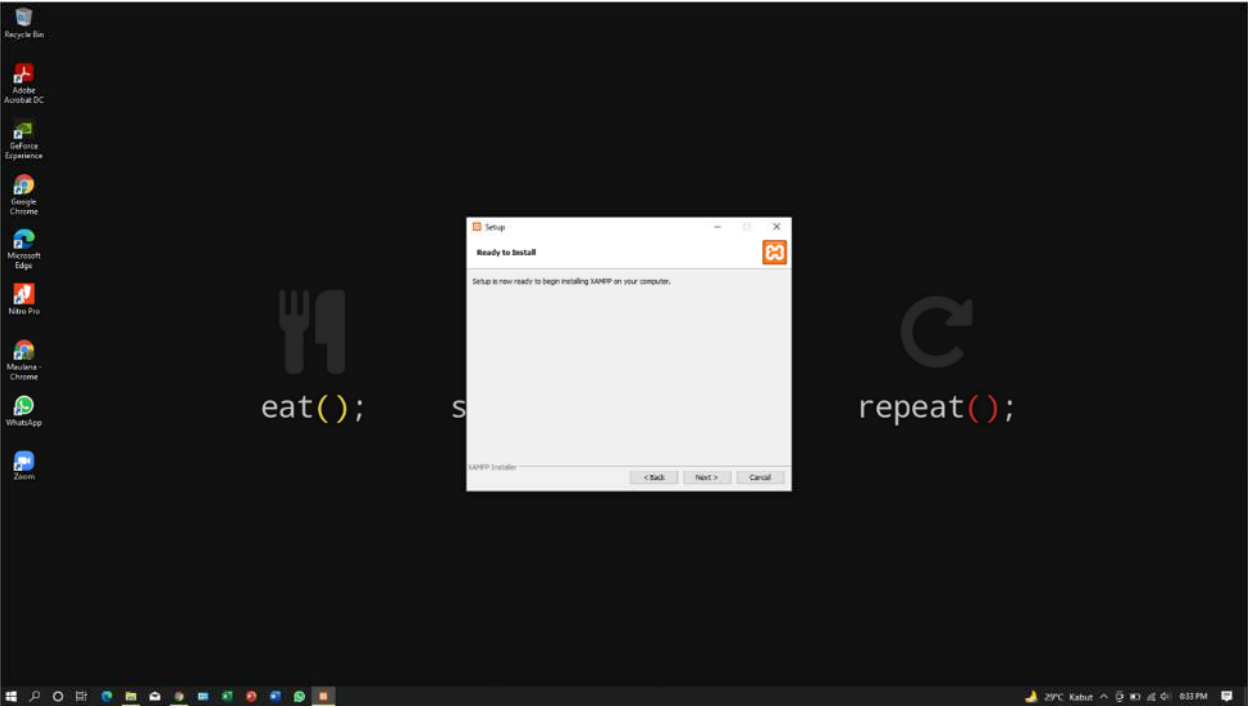 Recycle Bin
Adobe
Acrobat DC
GeForce
Experience
Google
Chrome
Microsoft
Edge
Nitro Pro
Maulana -
Chrome
WhatsApp
Zoom
Setup
Ready to Install
Setup is now ready to begin installing XAMPP on your computer.
eat(); s repeat();
XAMPP Installer
< Back Next > Cancel
29°C Kabut 8:33 PM